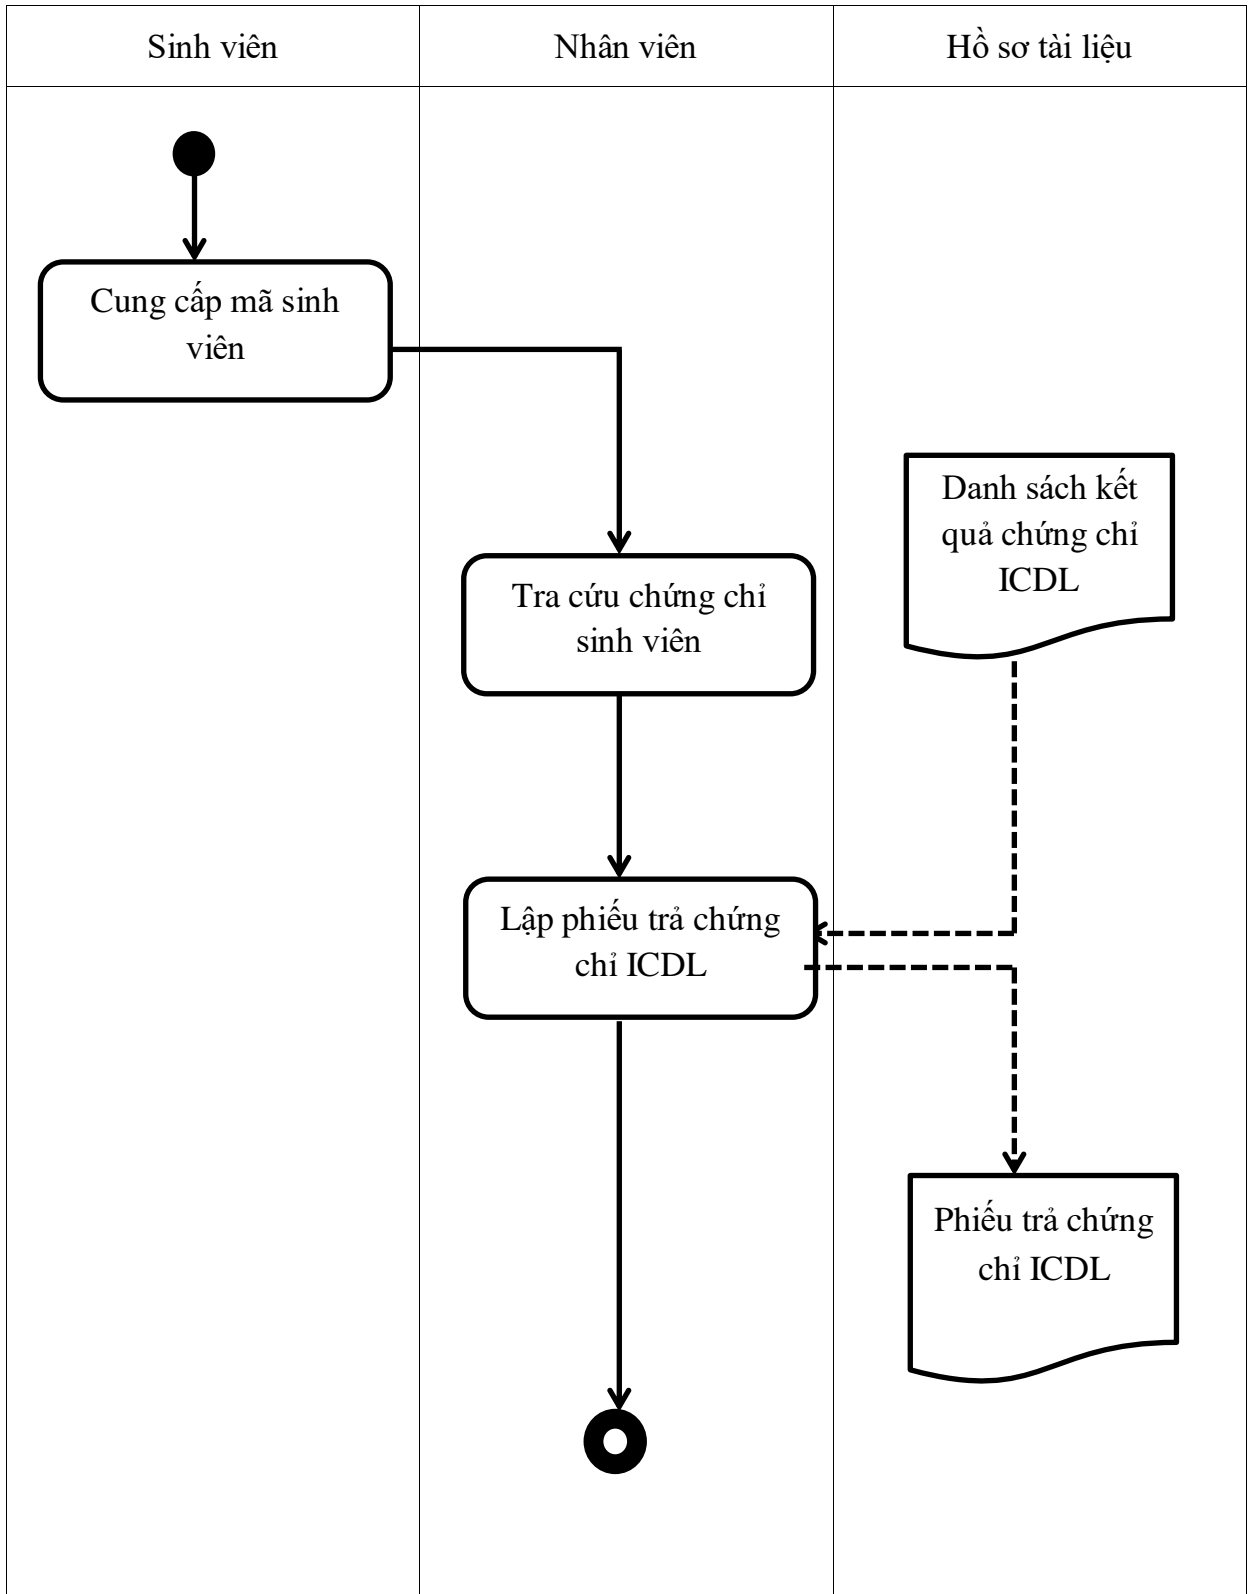 Sinh viên
Nhân viên
Hồ sơ tài liệu
Cung cấp mã sinh
viên
Danh sách kết
quả chứng chỉ
ICDL
Tra cứu chứng chỉ
sinh viên
Lập phiếu trả chứng
chỉ ICDL
Phiếu trả chứng
chỉ ICDL